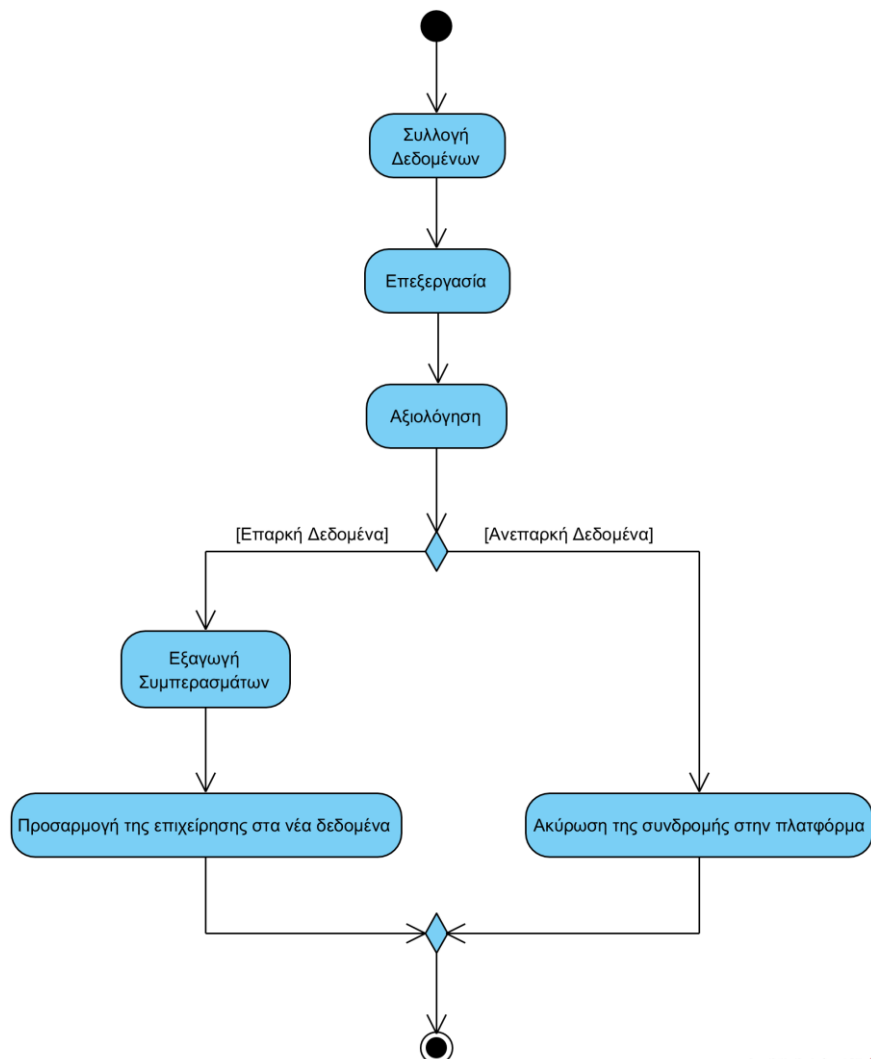 Συλλογή
Δεδομένων
Επεξεργασία
Αξιολόγηση
[Επαρκή Δεδομένα]
[Ανεπαρκή Δεδομένα]
Εξαγωγή
Συμπερασμάτων
Προσαρμογή της επιχείρησης στα νέα δεδομένα
Ακύρωση της συνδρομής στην πλατφόρμα